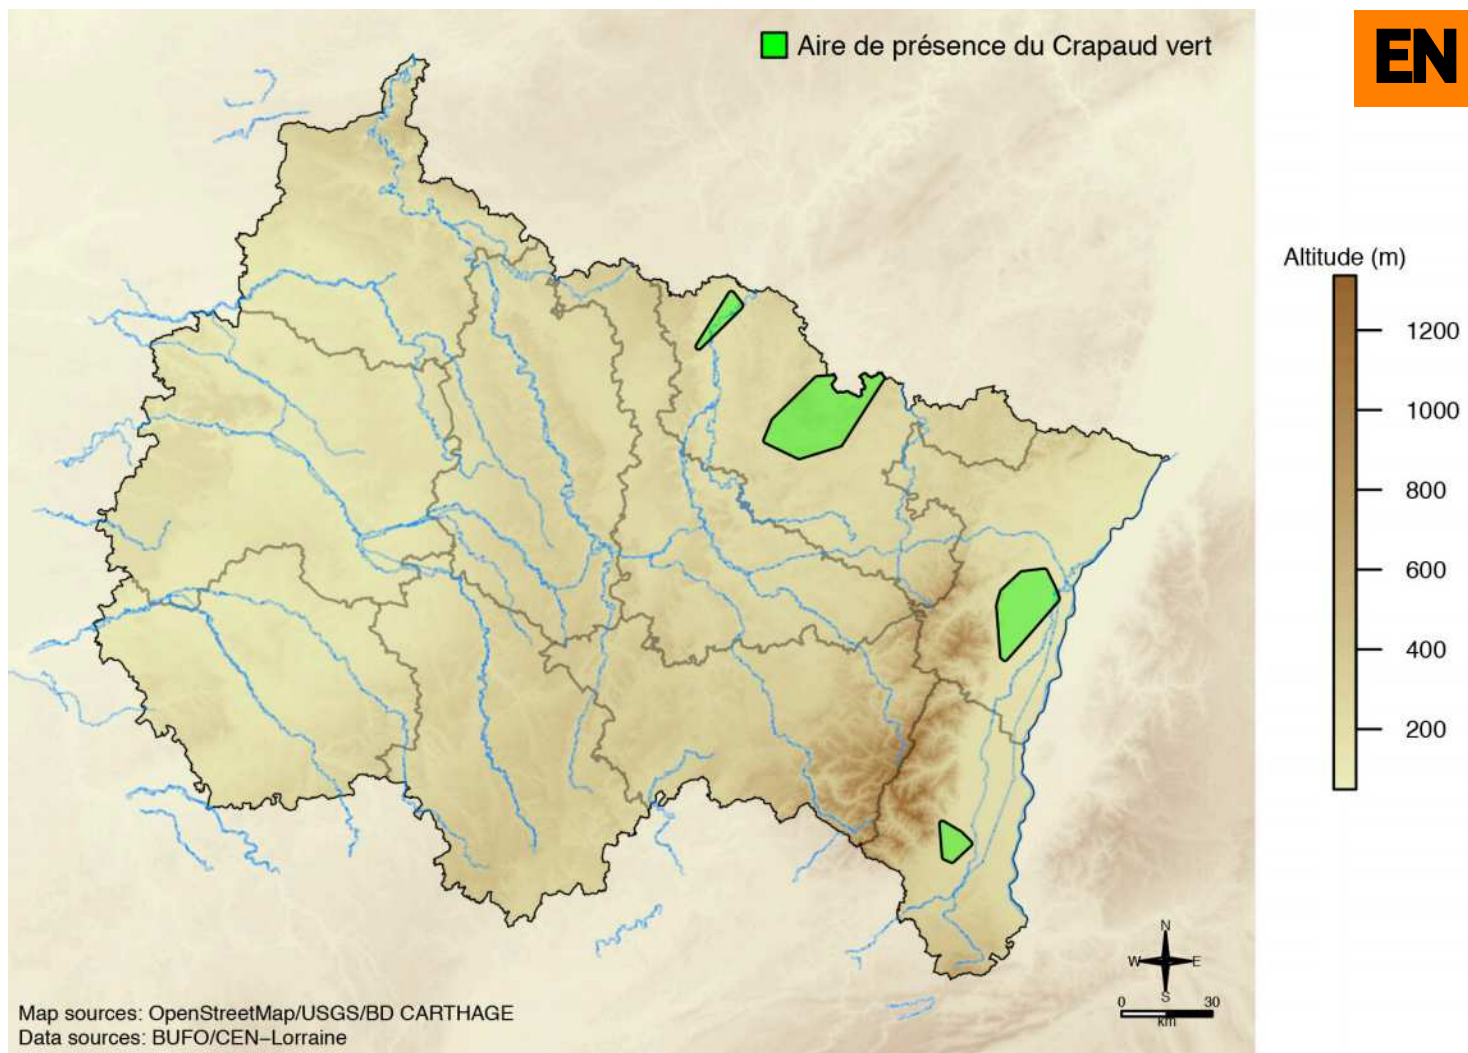 Aire de présence du Crapaud vert
EN
Altitude (m)
1200
1000
800
600
400
200
N
W E
S
0 30
km
Map sources: OpenStreetMap/USGS/BD CARTHAGE
Data sources: BUFO/CEN–Lorraine